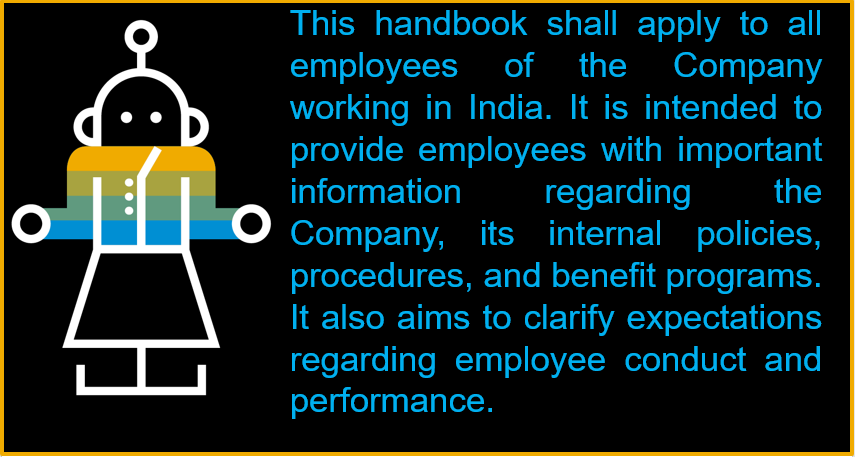 This handbook shall apply to all
employees of the Company
working in India. It is intended to
provide employees with important
information regarding the
Company, its internal policies,
procedures, and benefit programs.
It also aims to clarify expectations
regarding employee conduct and
performance.